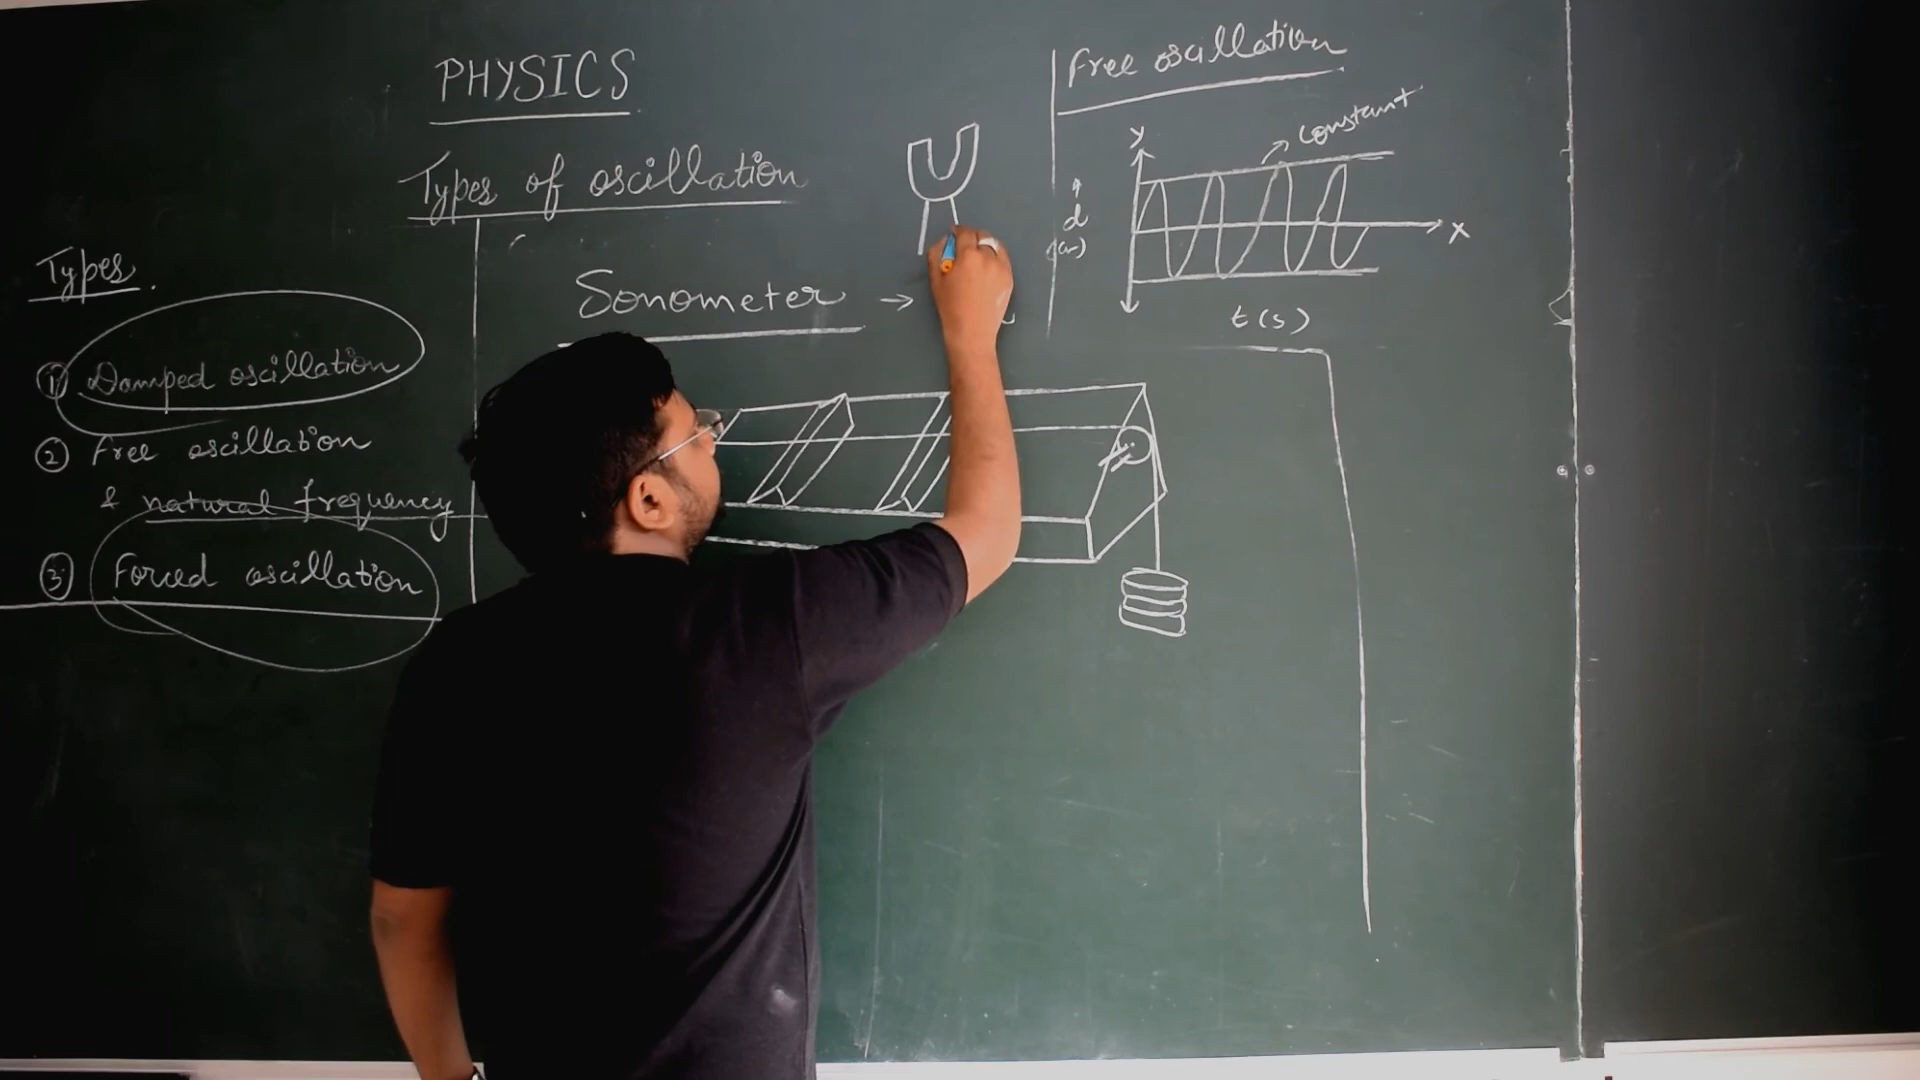 PHYSICS
Types of oscillation
Types.
① Damped oscillation
② free oscillation
& natural frequency
③ Forced oscillation
Sonometer →
Free oscillation
constant
y
d
x
t(s)